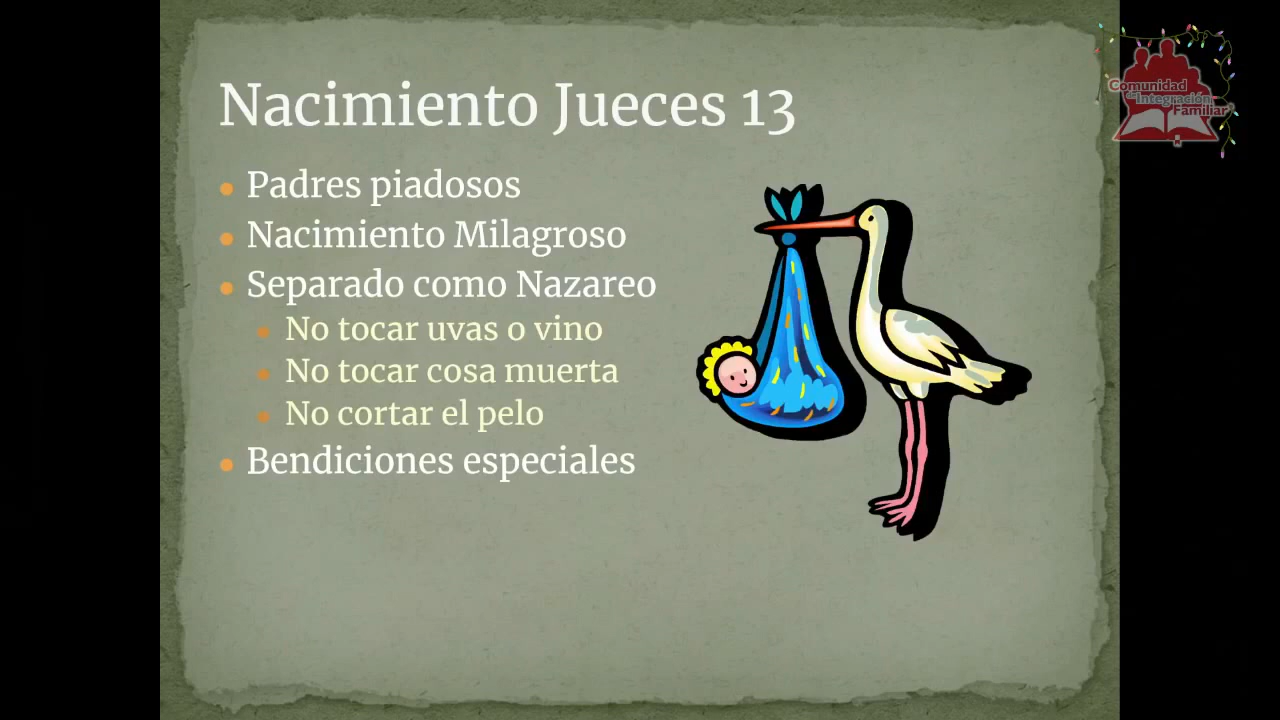 Nacimiento Jueces 13
Padres piadosos
Nacimiento Milagroso
Separado como Nazareo
No tocar uvas o vino
No tocar cosa muerta
No cortar el pelo
Bendiciones especiales
Comunidad
de Integración
Familiar